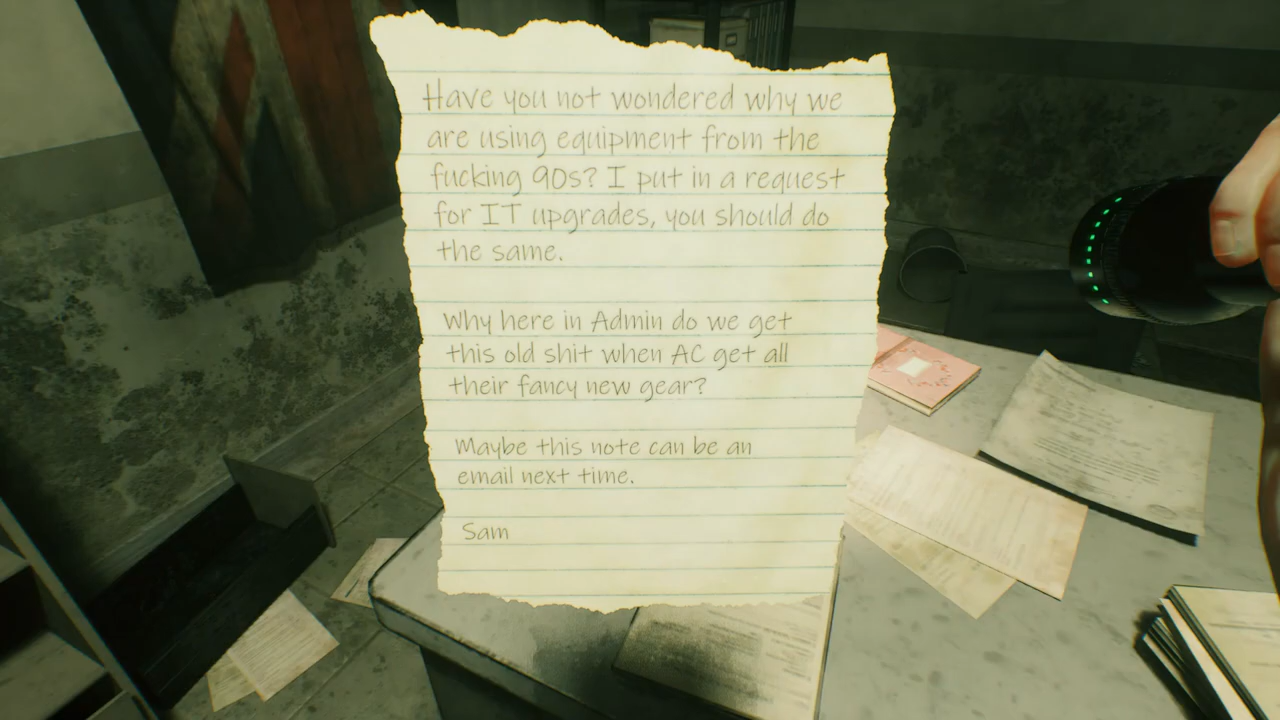 Have you not wondered why we
are using equipment from the
fucking 90s? I put in a request
for IT upgrades, you should do
the same.
Why here in Admin do we get
this old shit when AC get all
their fancy new gear?
Maybe this note can be an
email next time.
Sam